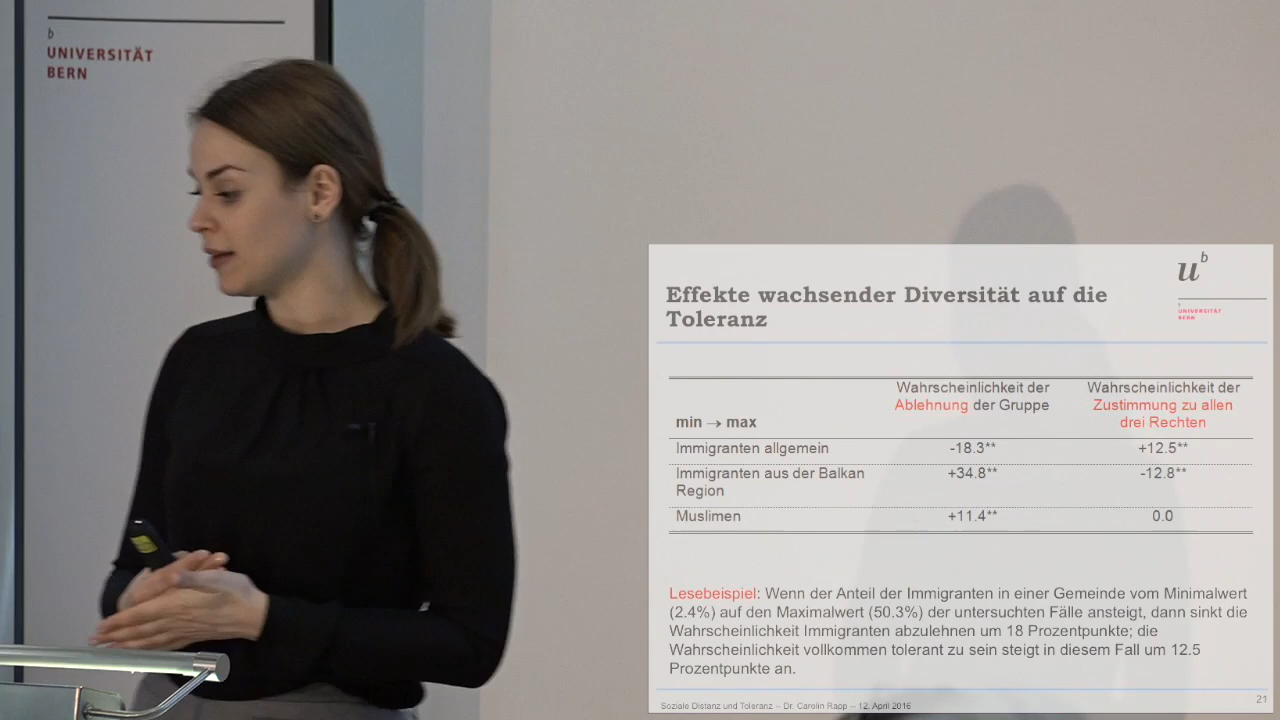 b
UNIVERSITÄT
BERN
u b
Effekte wachsender Diversität auf die
Toleranz
b
UNIVERSITÄT
BERN
Wahrscheinlichkeit der Wahrscheinlichkeit der
Ablehnung der Gruppe Zustimmung zu allen
min → max drei Rechten
Immigranten allgemein -18.3** +12.5**
Immigranten aus der Balkan +34.8** -12.8**
Region
Muslimen +11.4** 0.0
Lesebeispiel: Wenn der Anteil der Immigranten in einer Gemeinde vom Minimalwert
(2.4%) auf den Maximalwert (50.3%) der untersuchten Fälle ansteigt, dann sinkt die
Wahrscheinlichkeit Immigranten abzulehnen um 18 Prozentpunkte; die
Wahrscheinlichkeit vollkommen tolerant zu sein steigt in diesem Fall um 12.5
Prozentpunkte an.
Soziale Distanz und Toleranz – Dr. Carolin Rapp – 12. April 2016
21